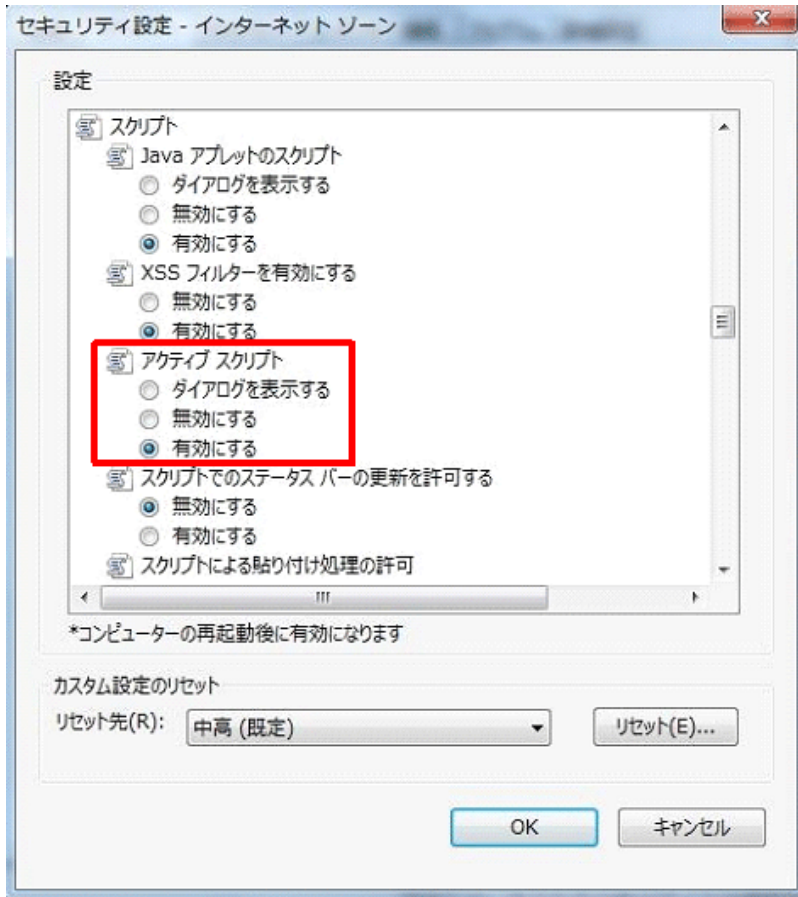 セキュリティ設定 - インターネット ゾーン
設定
スクリプト
Java アプレットのスクリプト
ダイアログを表示する
無効にする
有効にする
XSS フィルターを有効にする
無効にする
有効にする
アクティブ スクリプト
ダイアログを表示する
無効にする
有効にする
スクリプトでのステータス バーの更新を許可する
無効にする
有効にする
スクリプトによる貼り付け処理の許可
*コンピューターの再起動後に有効になります
カスタム設定のリセット
リセット先(R): 中高 (既定) リセット(E)...
OK キャンセル